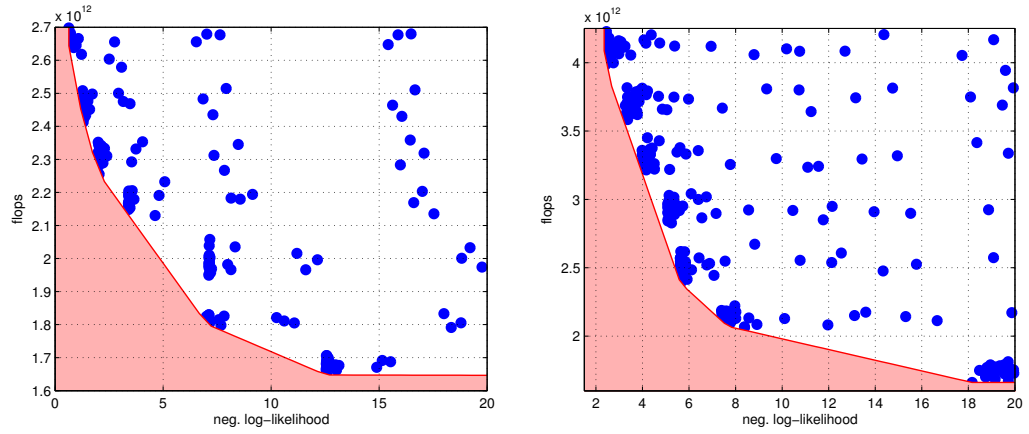 x 10^12
2.7
2.6
2.5
2.4
2.3
2.2
2.1
2
1.9
1.8
1.7
1.6
flops
0 5 10 15 20
neg. log−likelihood
x 10^12
4
3.5
3
2.5
2
flops
2 4 6 8 10 12 14 16 18 20
neg. log−likelihood